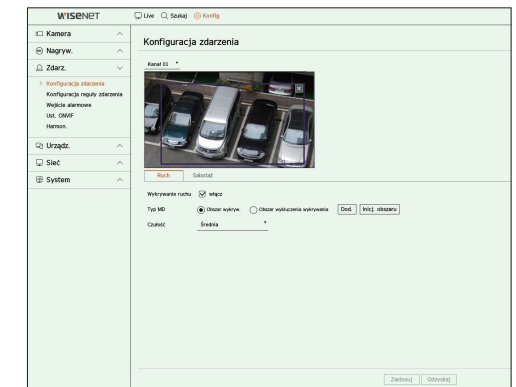 WISENET
Live Szukaj Konfig
Kamera
Nagryw.
Zdarz.
Konfiguracja zdarzenia
Konfiguracja reguły zdarzenia
Wejście alarmowe
Ust. ONVIF
Harmon.
Urządz.
Sieć
System
Konfiguracja zdarzenia
Kanał 01
Ruch Sabotaż
Wykrywanie ruchu włącz
Typ MD Obszar wykryw. Obszar wykluczenia wykrywania Dod. Inicj. obszaru
Czułość Średnia
Zastosuj Odzyskaj